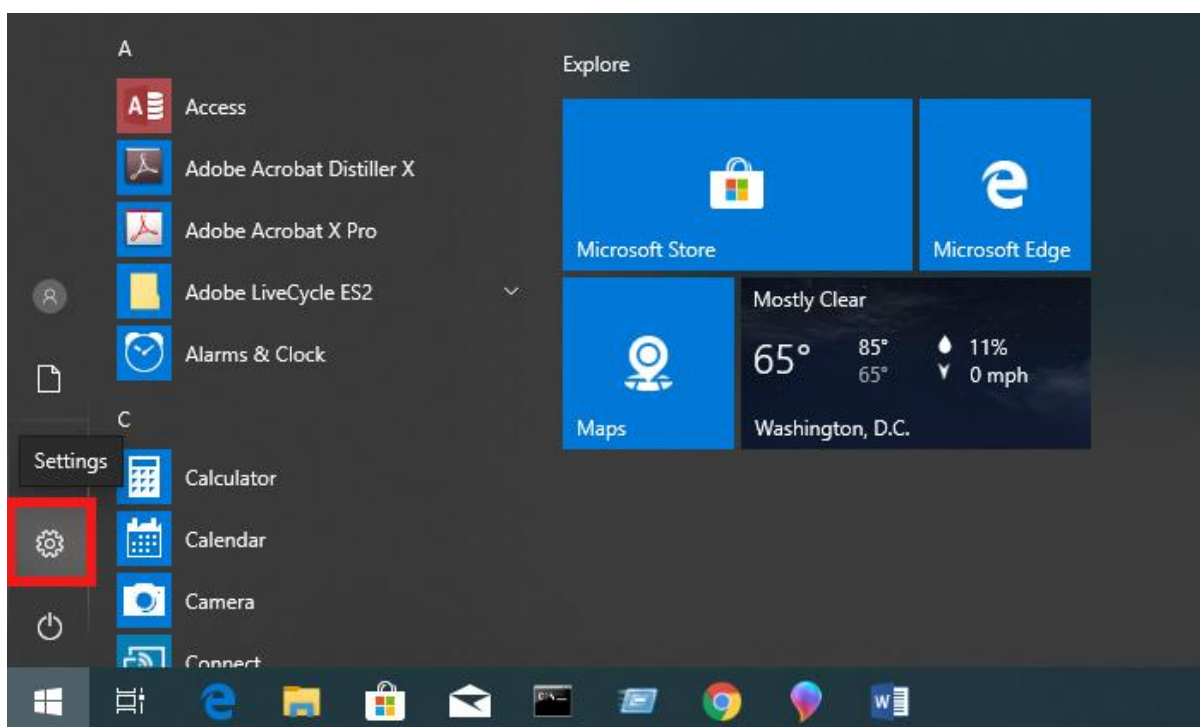 A
Access
Adobe Acrobat Distiller X
Adobe Acrobat X Pro
Adobe LiveCycle ES2
Alarms & Clock
C
Settings
Calculator
Calendar
Camera
Connect
Explore
Microsoft Store
Microsoft Edge
Maps
Mostly Clear
65° 85° 11%
65° 0 mph
Washington, D.C.